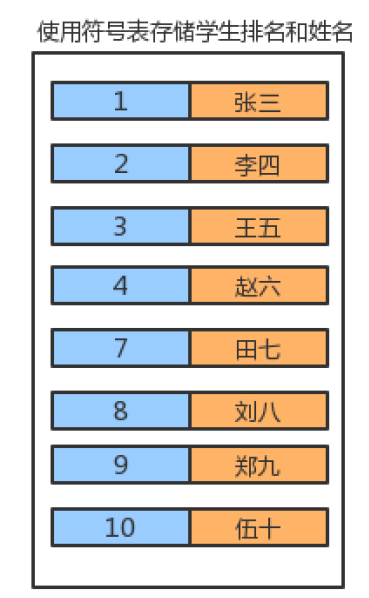 使用符号表存储学生排名和姓名
1 张三
2 李四
3 王五
4 赵六
7 田七
8 刘八
9 郑九
10 伍十